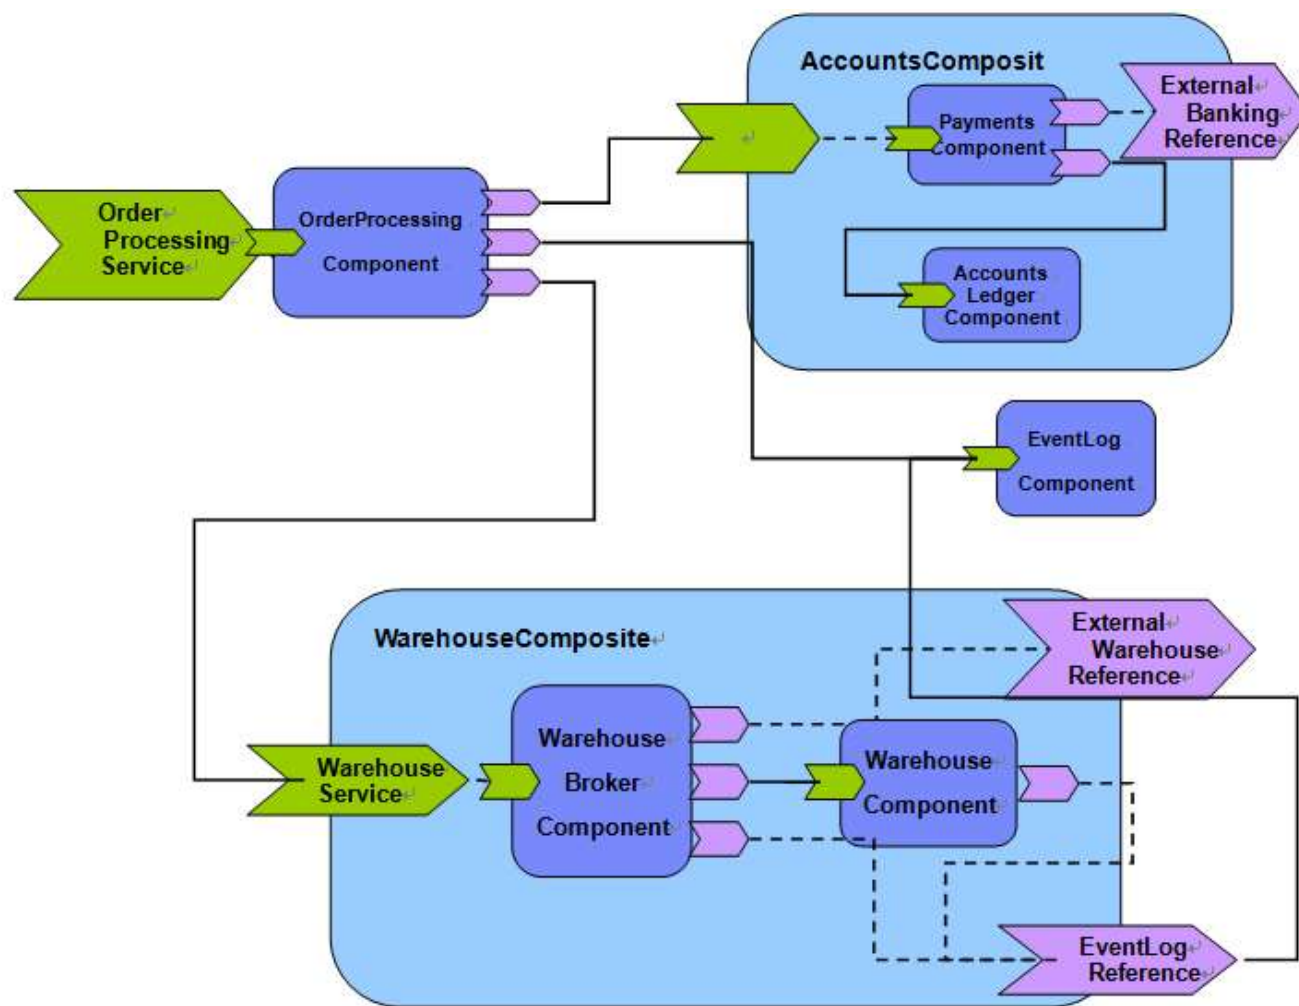 AccountsComposit
External
Banking
Reference
Payments
Component
Order
Processing
Service
OrderProcessing
Component
Accounts
Ledger
Component
EventLog
Component
WarehouseComposite
External
Warehouse
Reference
Warehouse
Service
Warehouse
Broker
Component
Warehouse
Component
EventLog
Reference